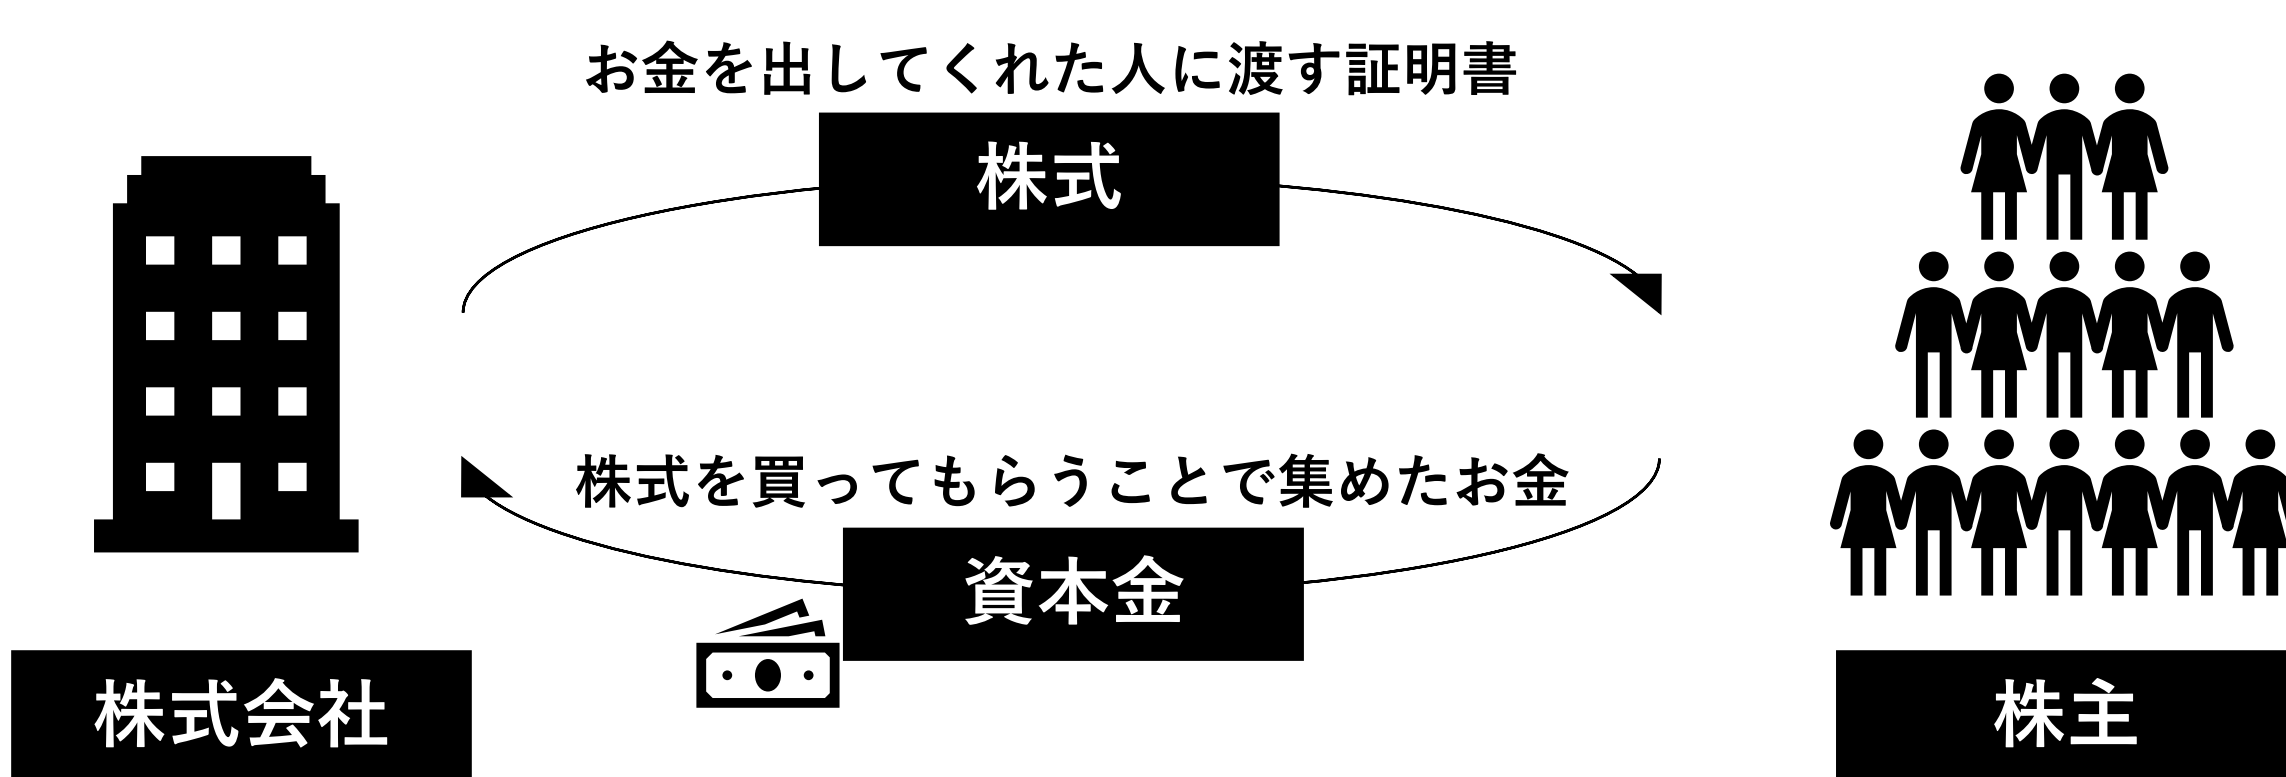 お金を出してくれた人に渡す証明書
株式
株式を買ってもらうことで集めたお金
資本金
株式会社
株主